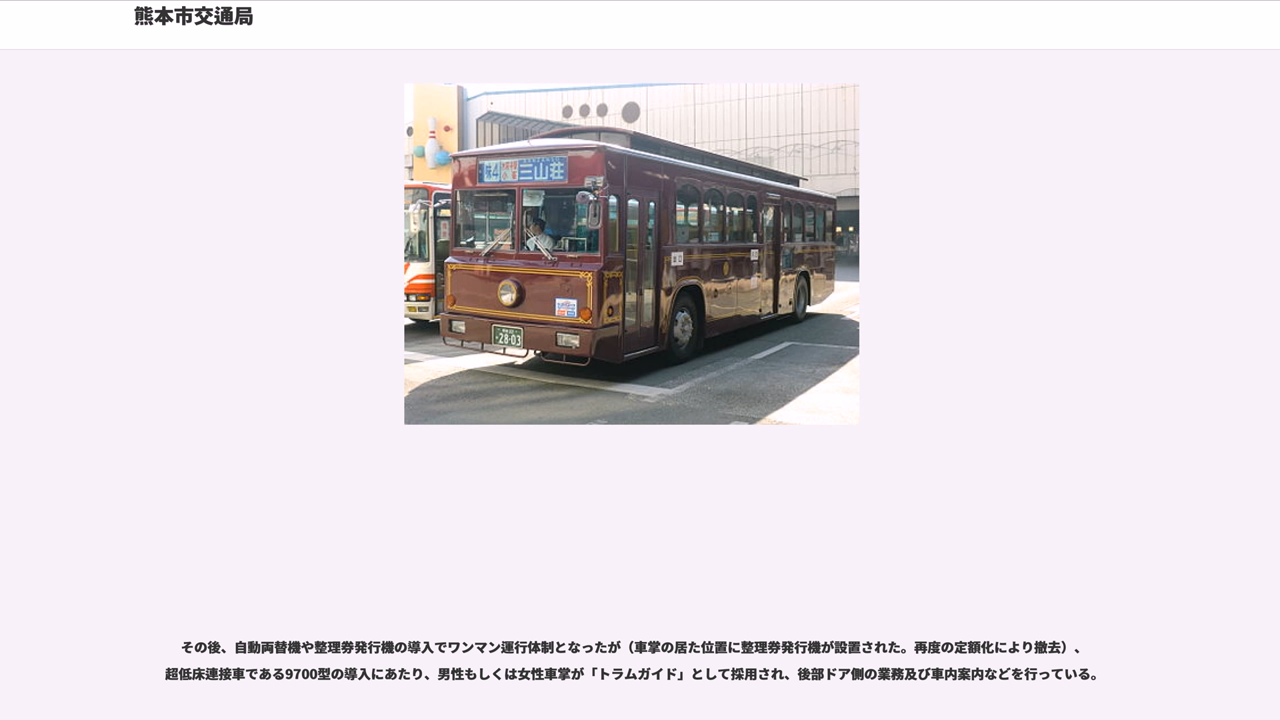 熊本市交通局
三山荘
28-03
その後、自動両替機や整理券発行機の導入でワンマン運行体制となったが（車掌の居た位置に整理券発行機が設置された。再度の定額化により撤去）、
超低床連接車である9700型の導入にあたり、男性もしくは女性車掌が「トラムガイド」として採用され、後部ドア側の業務及び車内案内などを行っている。